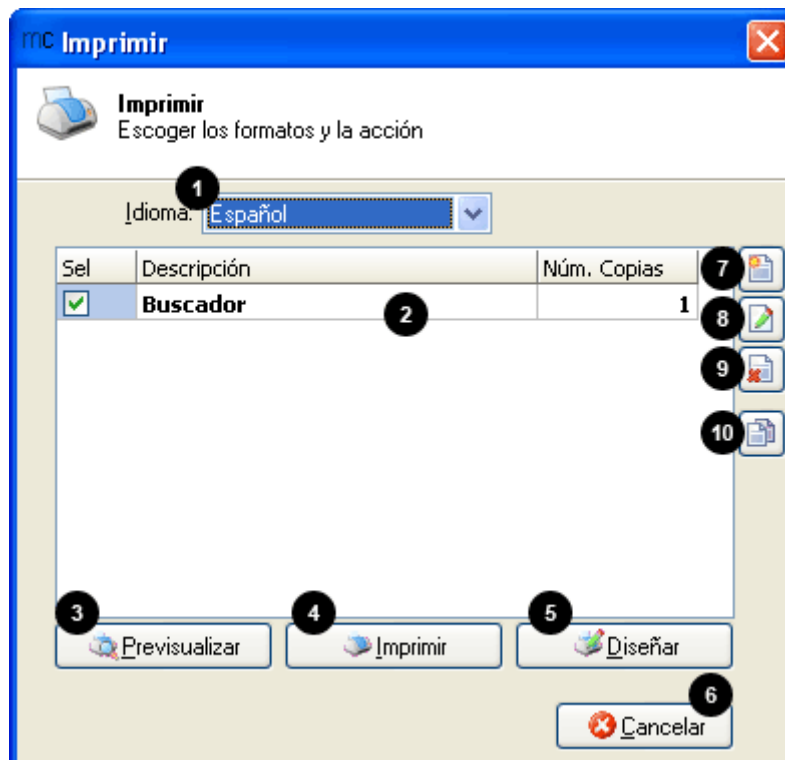 mc Imprimir
Imprimir
Escoger los formatos y la acción
1
Idioma: Español
Sel Descripción Núm. Copias 7
Buscador 2 1 8
9
10
3 4 5
Previsualizar Imprimir Diseñar
6
Cancelar